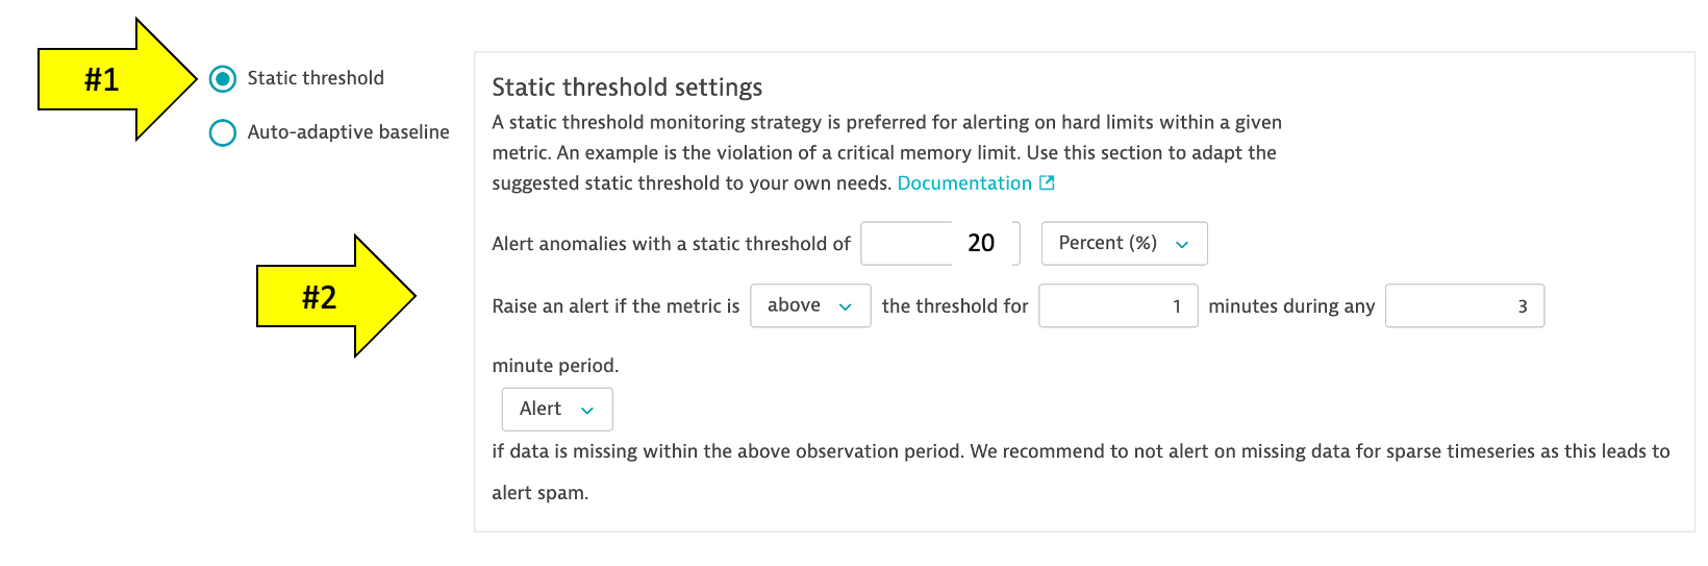 #1
Static threshold
Auto-adaptive baseline
Static threshold settings
A static threshold monitoring strategy is preferred for alerting on hard limits within a given
metric. An example is the violation of a critical memory limit. Use this section to adapt the
suggested static threshold to your own needs. Documentation
#2
Alert anomalies with a static threshold of 20 Percent (%)
Raise an alert if the metric is above the threshold for 1 minutes during any 3
minute period.
Alert
if data is missing within the above observation period. We recommend to not alert on missing data for sparse timeseries as this leads to
alert spam.